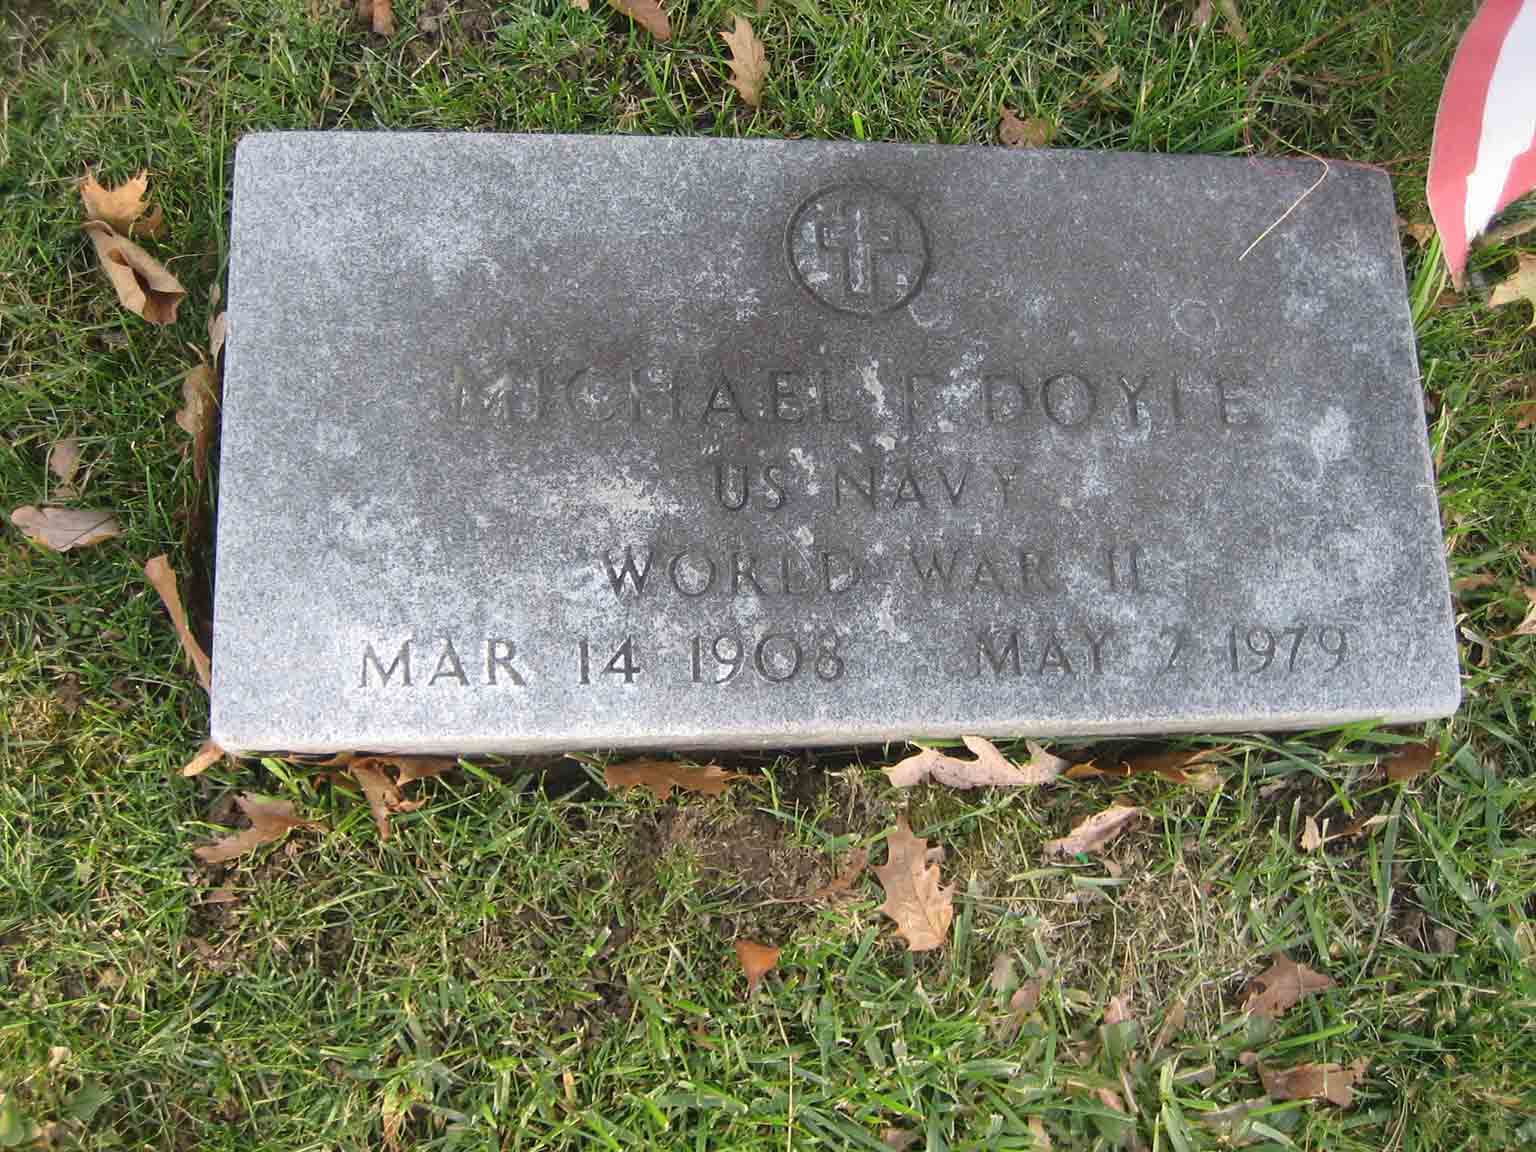 MICHAEL F DOYLE
US NAVY
WORLD WAR II
MAR 14 1908 MAY 2 1979